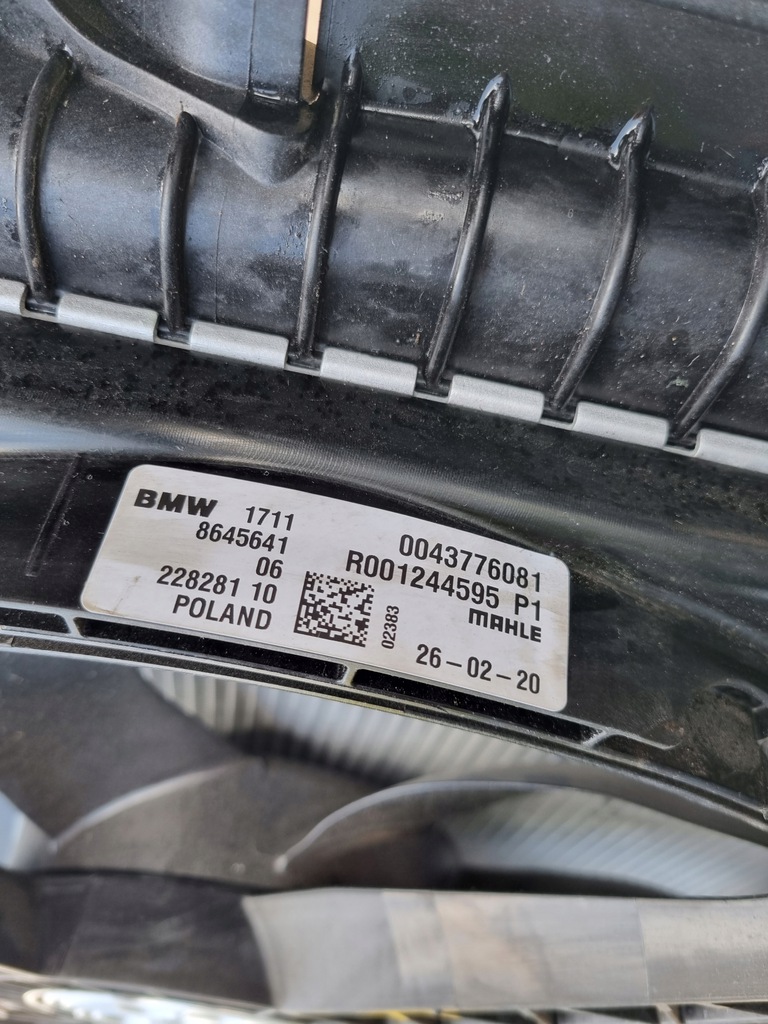 BMW 1711
8645641
06
228281 10
POLAND
02383
0043776081
R001244595 P1
MAHLE
26-02-20